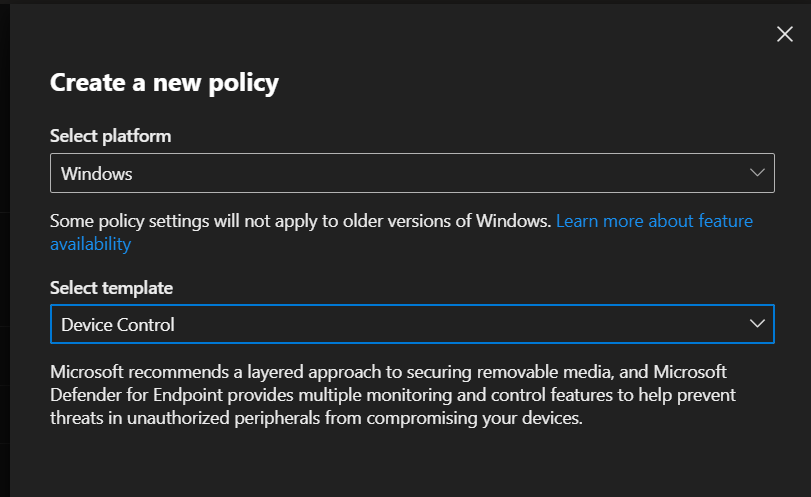 Create a new policy
Select platform
Windows
Some policy settings will not apply to older versions of Windows. Learn more about feature
availability
Select template
Device Control
Microsoft recommends a layered approach to securing removable media, and Microsoft
Defender for Endpoint provides multiple monitoring and control features to help prevent
threats in unauthorized peripherals from compromising your devices.